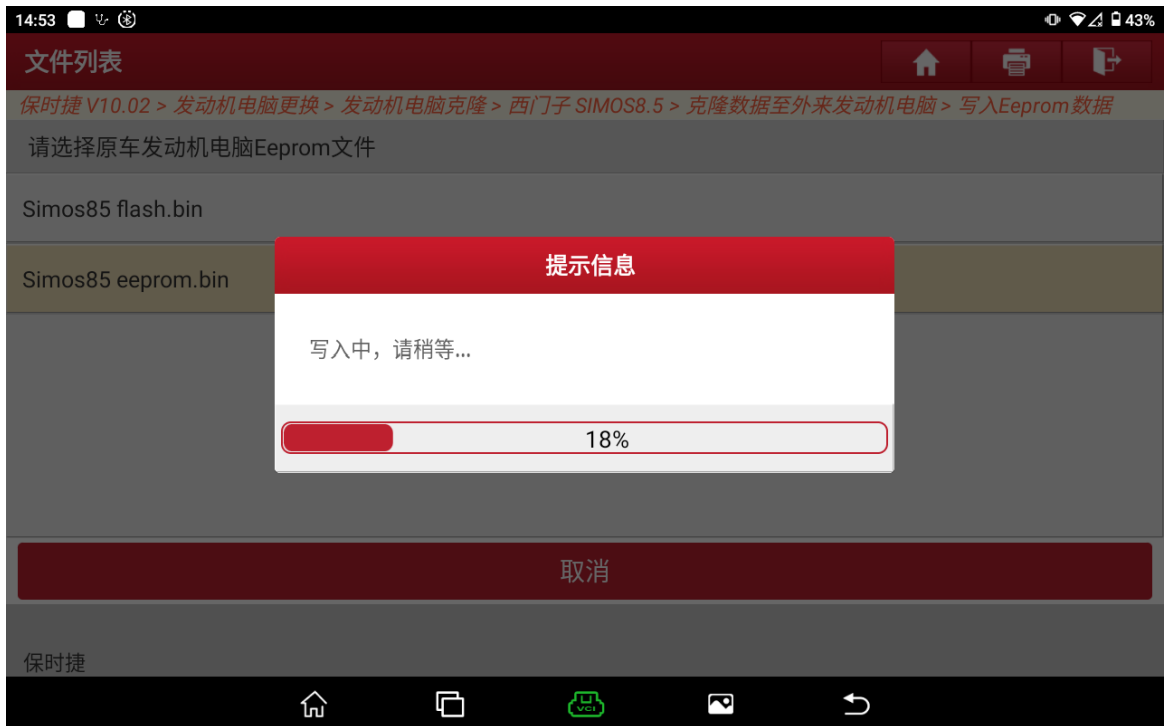 14:53 43%
文件列表
保时捷 V10.02 > 发动机电脑更换 > 发动机电脑克隆 > 西门子 SIMOS8.5 > 克隆数据至外来发动机电脑 > 写入Eeprom数据
请选择原车发动机电脑Eeprom文件
Simos85 flash.bin
Simos85 eeprom.bin
提示信息
写入中，请稍等...
18%
取消
保时捷
VCI